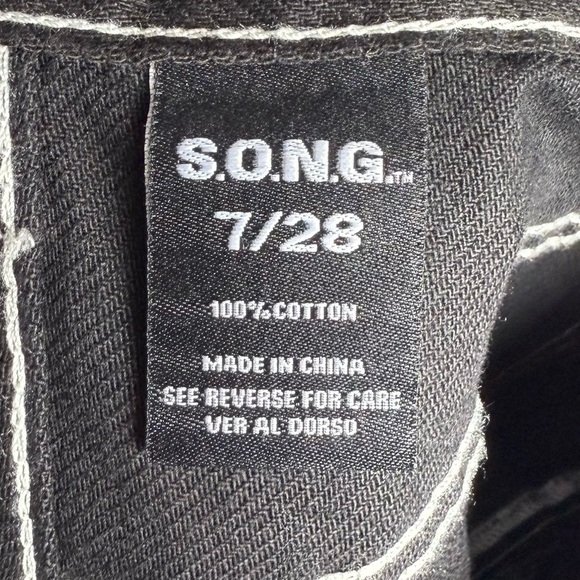 S.O.N.G.™
7/28
100% COTTON
MADE IN CHINA
SEE REVERSE FOR CARE
VER AL DORSO